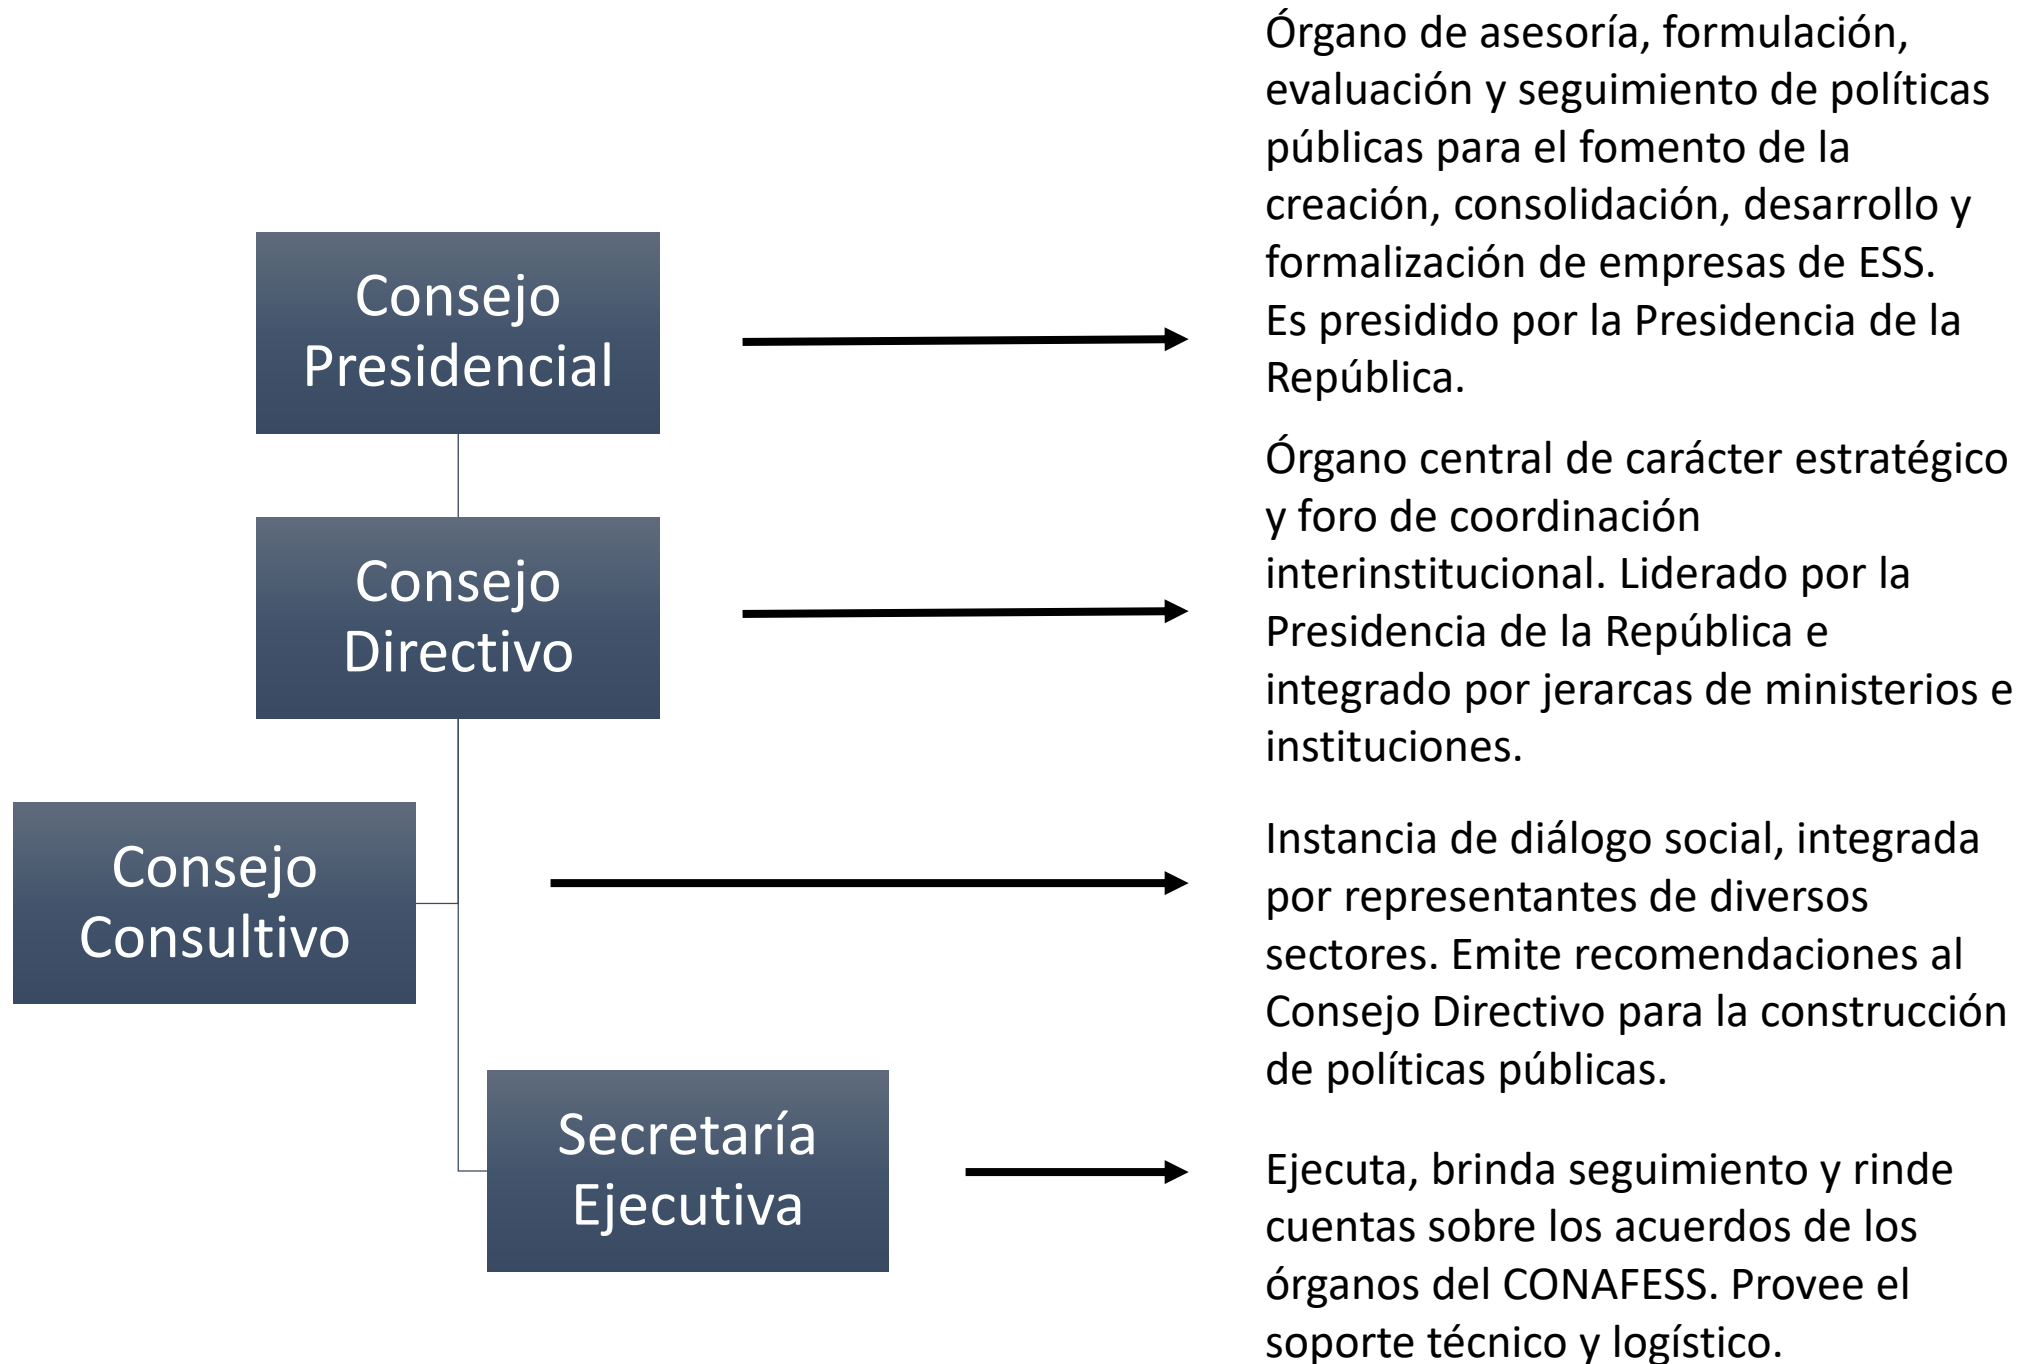 Consejo
Presidencial
Órgano de asesoría, formulación,
evaluación y seguimiento de políticas
públicas para el fomento de la
creación, consolidación, desarrollo y
formalización de empresas de ESS.
Es presidido por la Presidencia de la
República.
Consejo
Directivo
Órgano central de carácter estratégico
y foro de coordinación
interinstitucional. Liderado por la
Presidencia de la República e
integrado por jerarcas de ministerios e
instituciones.
Consejo
Consultivo
Instancia de diálogo social, integrada
por representantes de diversos
sectores. Emite recomendaciones al
Consejo Directivo para la construcción
de políticas públicas.
Secretaría
Ejecutiva
Ejecuta, brinda seguimiento y rinde
cuentas sobre los acuerdos de los
órganos del CONAFESS. Provee el
soporte técnico y logístico.